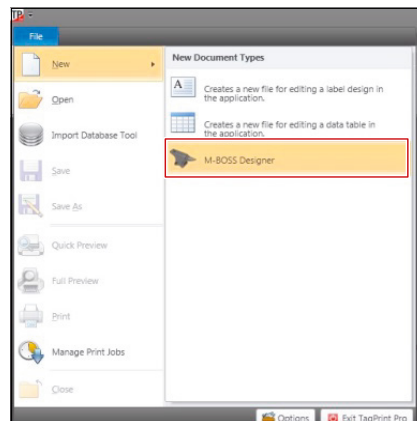 TP
File
New
Open
Import Database Tool
Save
Save As
Quick Preview
Full Preview
Print
Manage Print Jobs
Close
New Document Types
A
Creates a new file for editing a label design in
the application.
Creates a new file for editing a data table in
the application.
M-BOSS Designer
Options
Exit TagPrint Pro